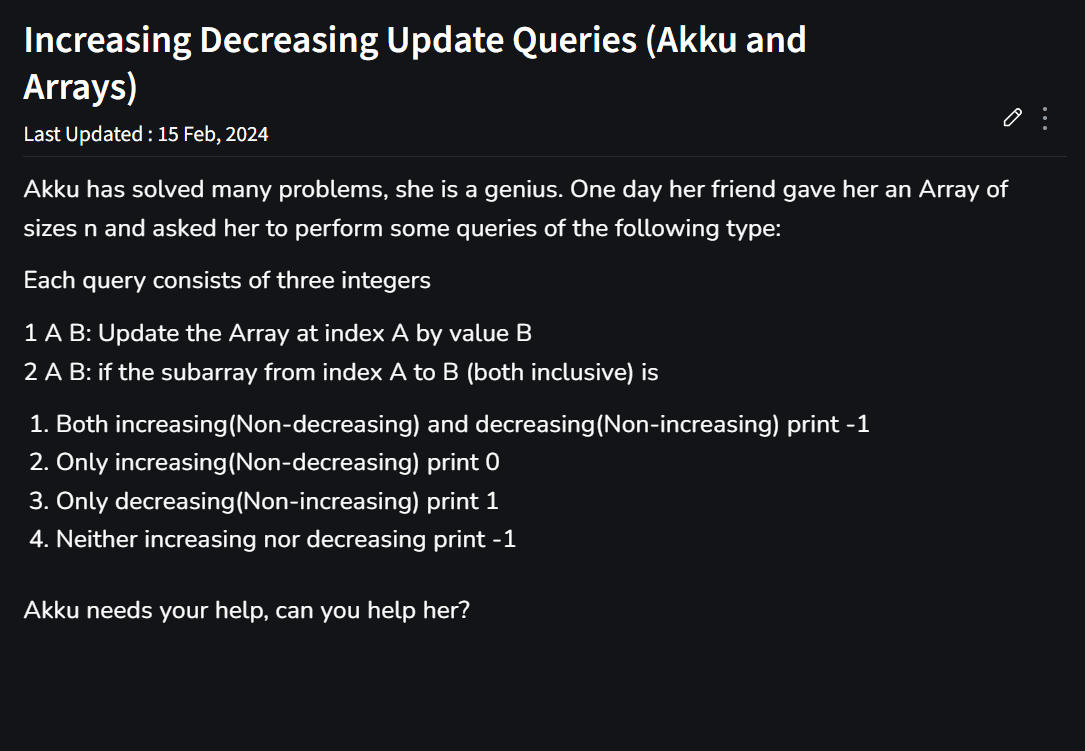 Increasing Decreasing Update Queries (Akku and
Arrays)
Last Updated : 15 Feb, 2024
Akku has solved many problems, she is a genius. One day her friend gave her an Array of
sizes n and asked her to perform some queries of the following type:
Each query consists of three integers
1 A B: Update the Array at index A by value B
2 A B: if the subarray from index A to B (both inclusive) is
1. Both increasing(Non-decreasing) and decreasing(Non-increasing) print -1
2. Only increasing(Non-decreasing) print 0
3. Only decreasing(Non-increasing) print 1
4. Neither increasing nor decreasing print -1
Akku needs your help, can you help her?